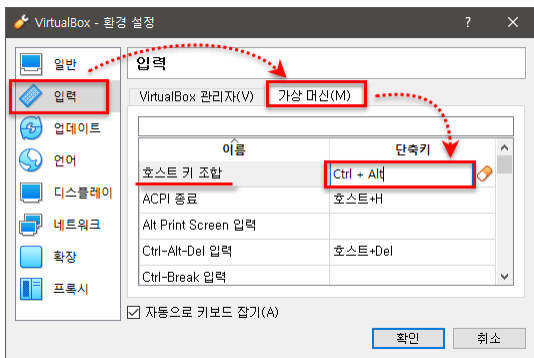 VirtualBox - 환경 설정
일반
입력
업데이트
언어
디스플레이
네트워크
확장
프록시
입력
VirtualBox 관리자(V) 가상 머신(M)
이름 단축키
호스트 키 조합 Ctrl + Alt
ACPI 종료 호스트+H
Alt Print Screen 입력
Ctrl-Alt-Del 입력 호스트+Del
Ctrl-Break 입력
자동으로 키보드 잡기(A)
확인 취소